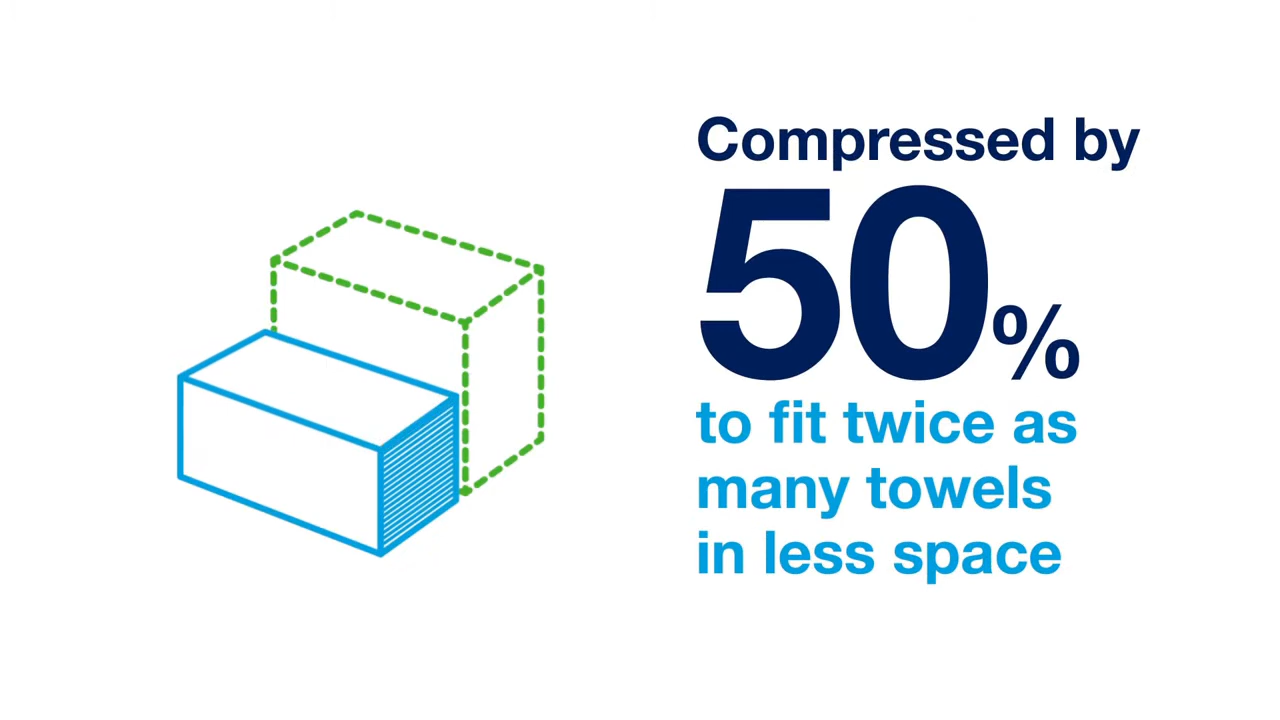 Compressed by
50%
to fit twice as
many towels
in less space